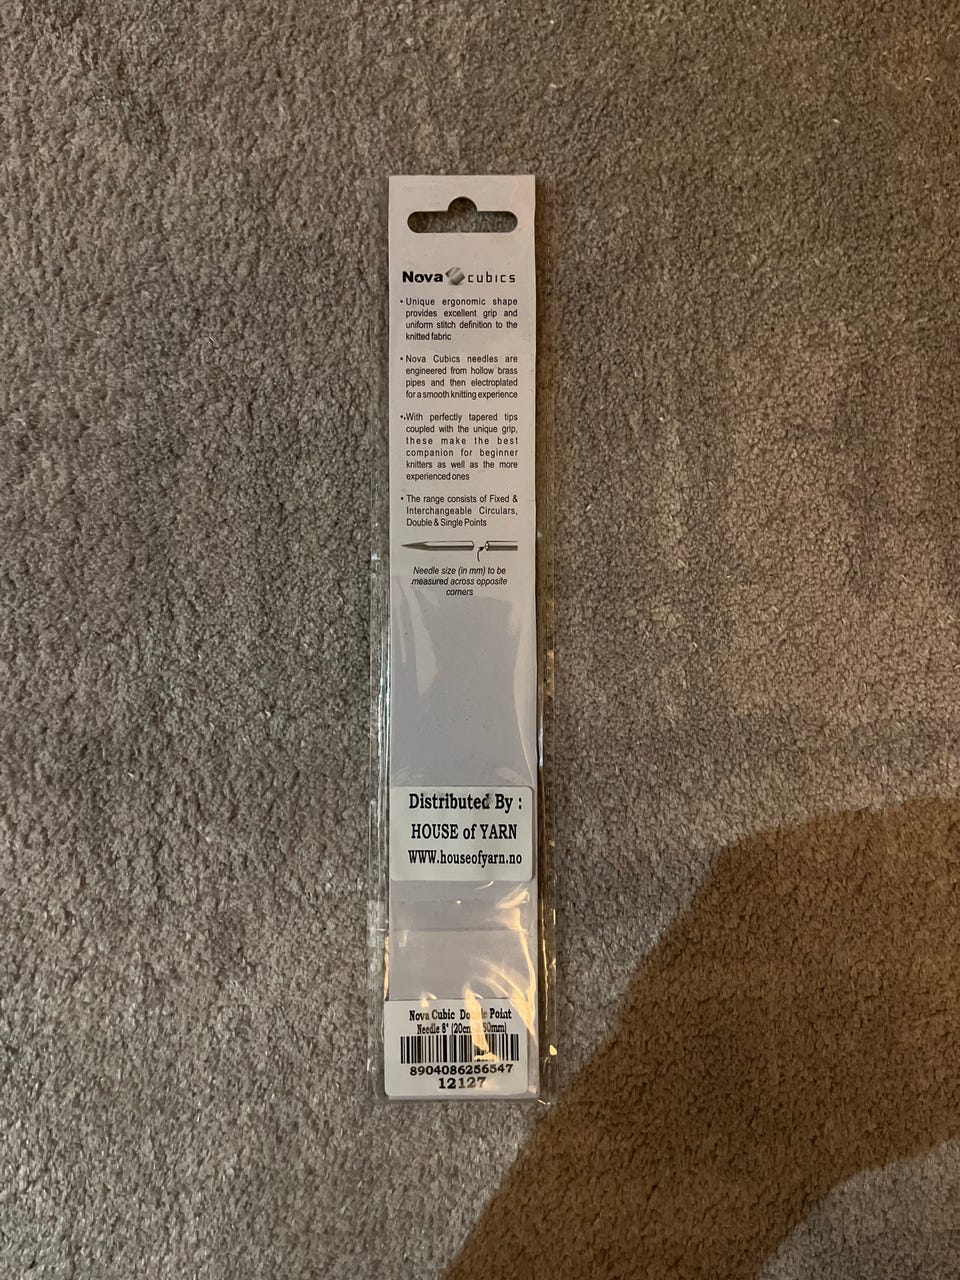 Nova cubics
• Unique ergonomic shape
provides excellent grip and
uniform stitch definition to the
knitted fabric
• Nova Cubics needles are
engineered from hollow brass
pipes and then electroplated
for a smooth knitting experience
• With perfectly tapered tips
coupled with the unique grip,
these make the best
companion for beginner
knitters as well as the more
experienced ones
• The range consists of Fixed &
Interchangeable Circulars,
Double & Single Points
Needle size (in mm) to be
measured across opposite
corners
Distributed By :
HOUSE of YARN
WWW.houseofyarn.no
Nova Cubic Double Point
Needle 8"
8904086256547
12127